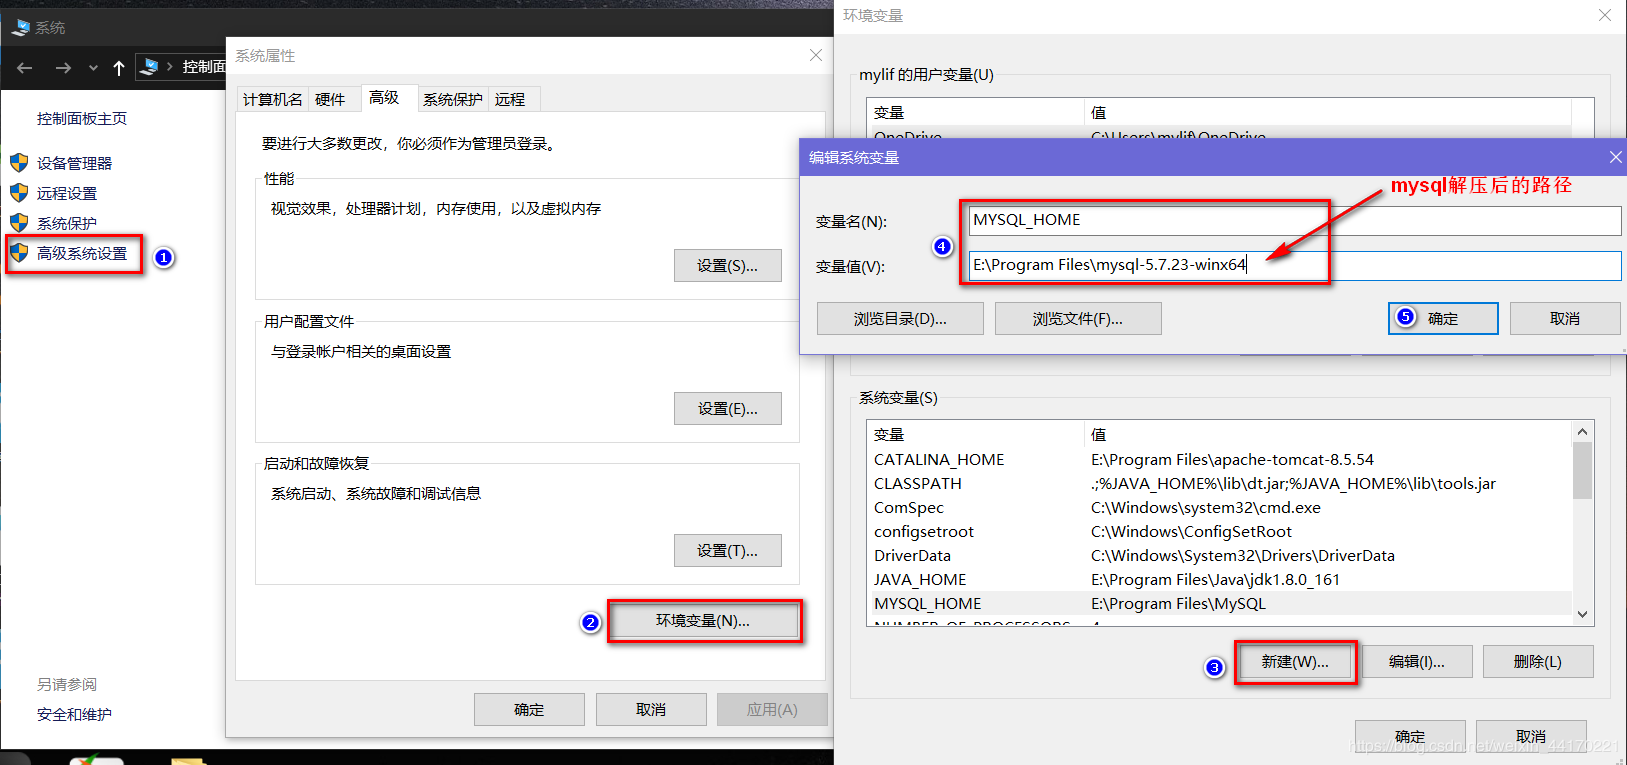 系统
控制面
控制面板主页
设备管理器
远程设置
系统保护
高级系统设置
1
另请参阅
安全和维护
系统属性
计算机名 硬件 高级 系统保护 远程
要进行大多数更改，你必须作为管理员登录。
性能
视觉效果，处理器计划，内存使用，以及虚拟内存
设置(S)...
用户配置文件
与登录帐户相关的桌面设置
设置(E)...
启动和故障恢复
系统启动、系统故障和调试信息
设置(T)...
2
环境变量(N)...
确定 取消 应用(A)
环境变量
mylif 的用户变量(U)
变量 值
OneDrive C:\Users\mylif\OneDrive
编辑系统变量
mysql解压后的路径
变量名(N): MYSQL_HOME
4
变量值(V): E:\Program Files\mysql-5.7.23-winx64
浏览目录(D)... 浏览文件(F)... 5 确定 取消
系统变量(S)
变量 值
CATALINA_HOME E:\Program Files\apache-tomcat-8.5.54
CLASSPATH .;%JAVA_HOME%\lib\dt.jar;%JAVA_HOME%\lib\tools.jar
ComSpec C:\Windows\system32\cmd.exe
configsetroot C:\Windows\ConfigSetRoot
DriverData C:\Windows\System32\Drivers\DriverData
JAVA_HOME E:\Program Files\Java\jdk1.8.0_161
MYSQL_HOME E:\Program Files\MySQL
NUMBER_OF_PROCESSORS 4
3 新建(W)... 编辑(I)... 删除(L)
确定 取消
https://blog.csdn.net/weixin_44170221